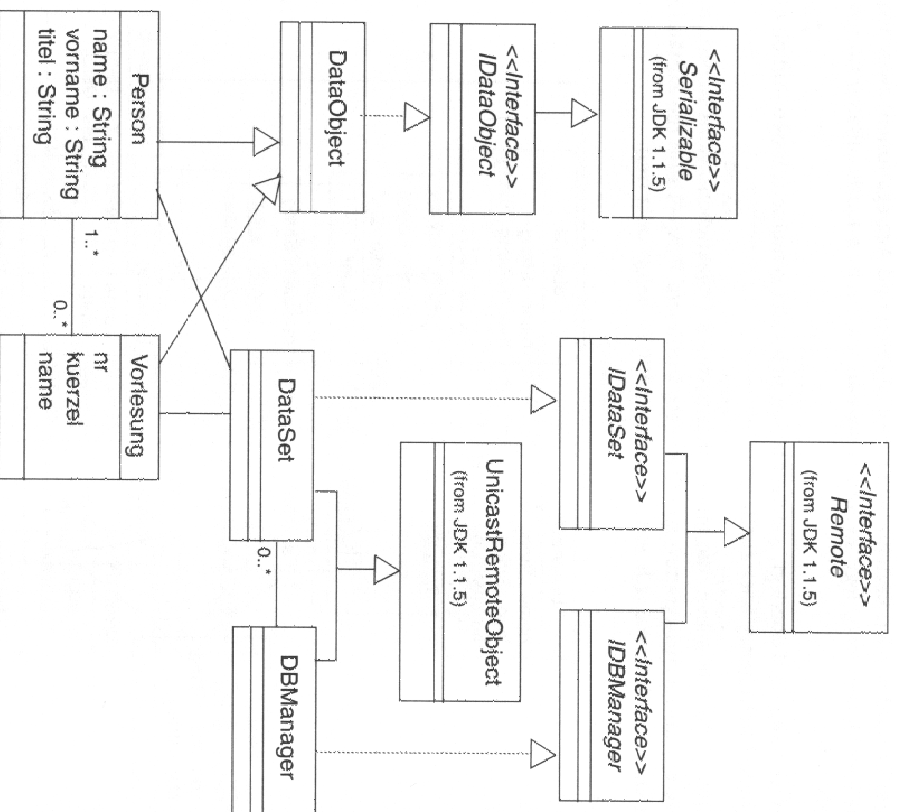 <<Interface>>
Remote
(from JDK 1.1.5)
<<Interface>>
Serializable
(from JDK 1.1.5)
<<Interface>>
IDataSet
<<Interface>>
IDBManager
<<Interface>>
IDataObject
UnicastRemoteObject
(from JDK 1.1.5)
DataObject
DataSet
0..*
DBManager
Person
name : String
vorname : String
titel : String
1..*
0..*
Vorlesung
nr
kuerzel
name